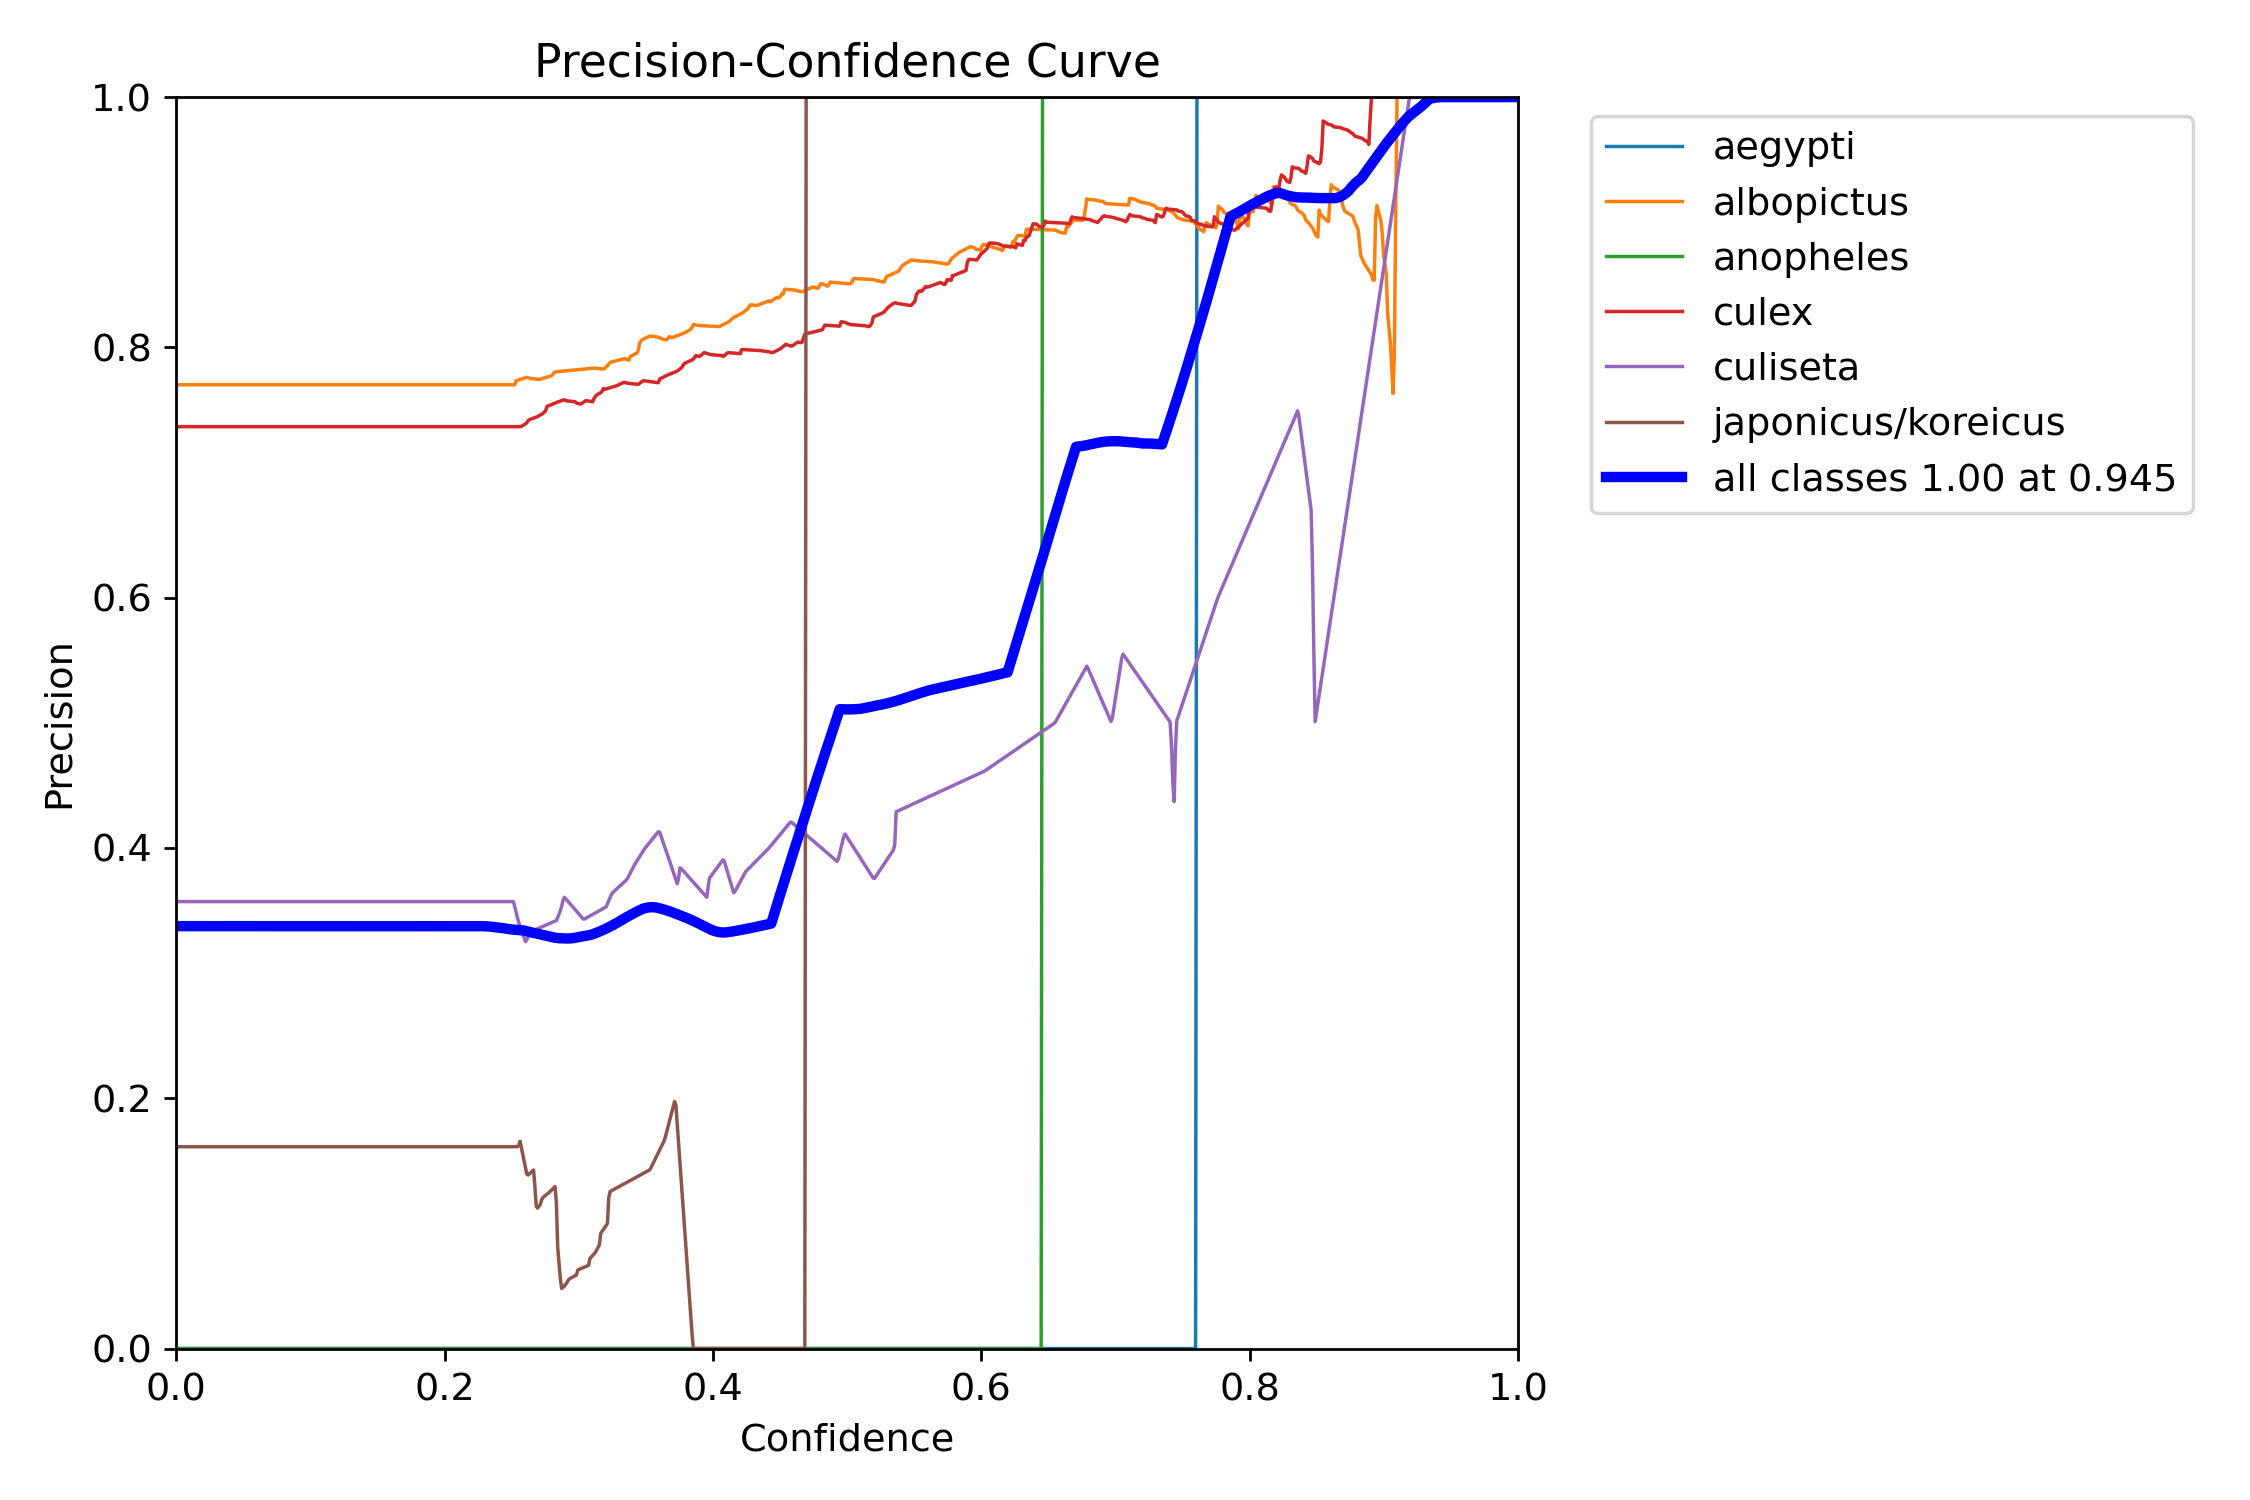 Precision-Confidence Curve
1.0
0.8
0.6
0.4
0.2
0.0
Precision
0.0 0.2 0.4 0.6 0.8 1.0
Confidence
aegypti
albopictus
anopheles
culex
culiseta
japonicus/koreicus
all classes 1.00 at 0.945